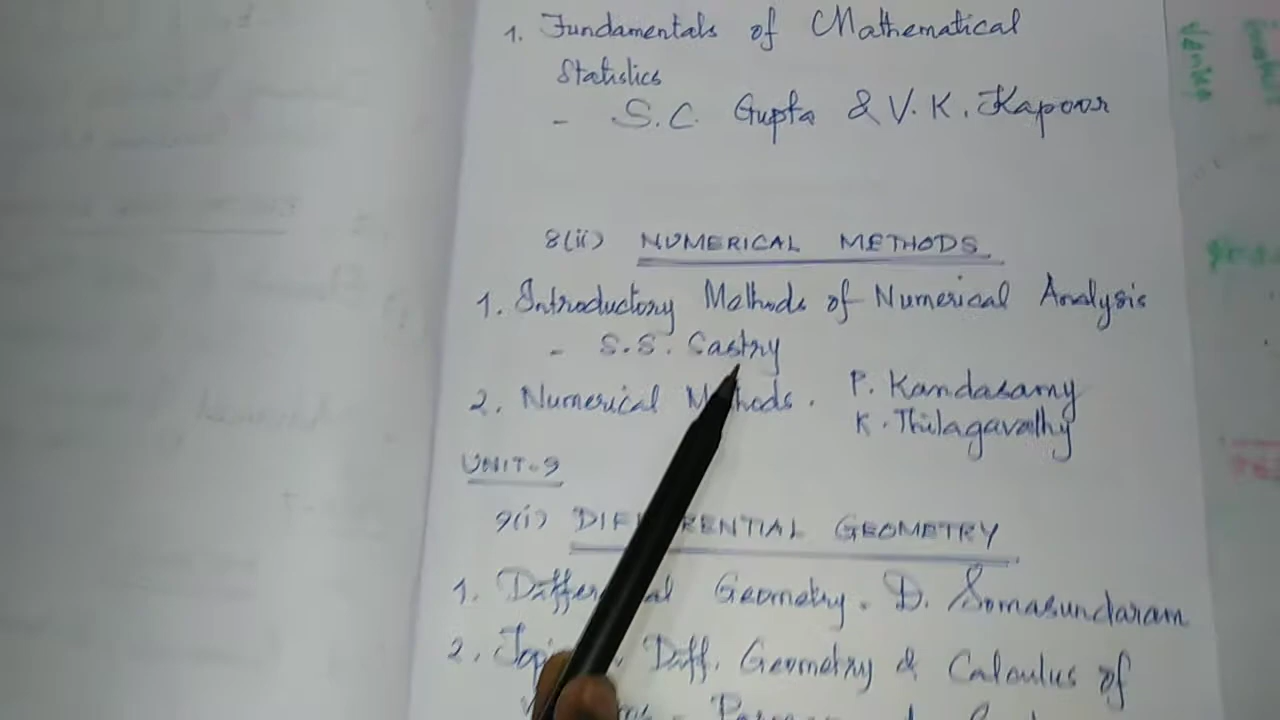 1. Fundamentals of Mathematical
Statistics
- S.C. Gupta & V.K. Kapoor
8(ii) NUMERICAL METHODS
1. Introductory Methods of Numerical Analysis
- S.S. Sastry
2. Numerical Methods. P. Kandasamy
K. Thilagavathy
UNIT-9
9(i) DIFFERENTIAL GEOMETRY
1. Differential Geometry. D. Somasundaram
2. Diff. Geometry & Calculus of